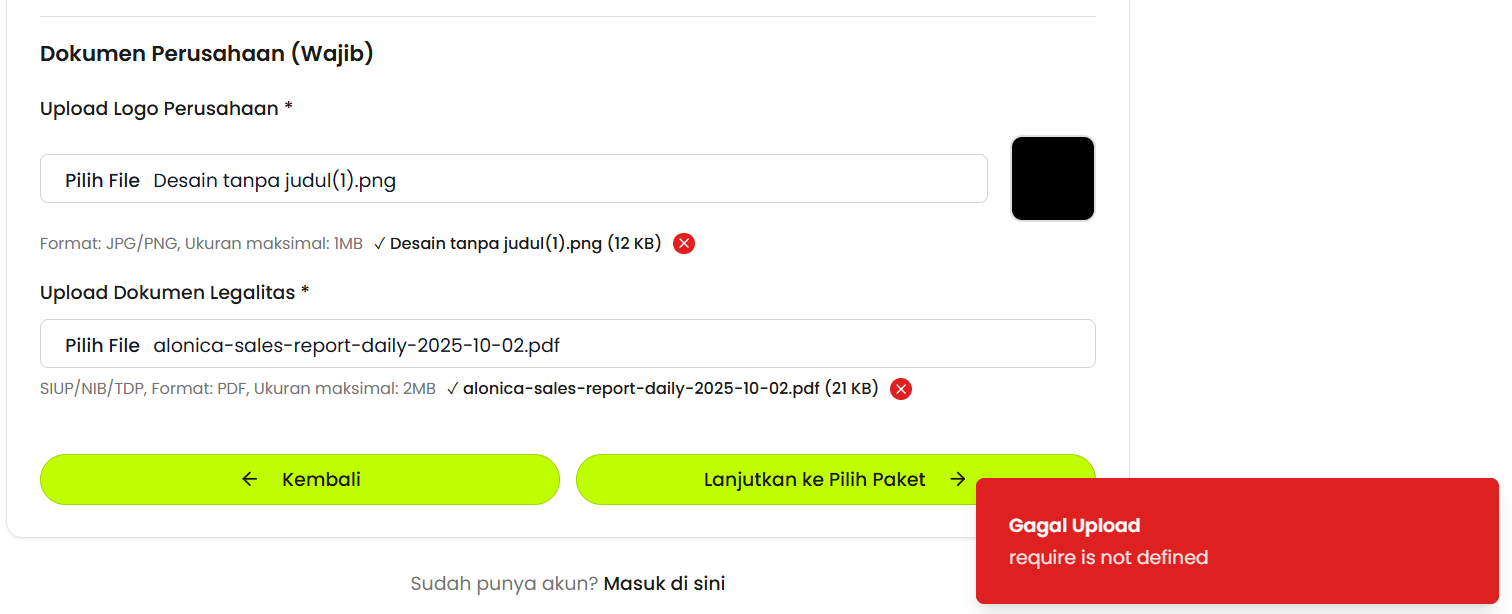 Dokumen Perusahaan (Wajib)
Upload Logo Perusahaan *
Pilih File Desain tanpa judul(1).png
Format: JPG/PNG, Ukuran maksimal: 1MB ✓ Desain tanpa judul(1).png (12 KB)
Upload Dokumen Legalitas *
Pilih File alonica-sales-report-daily-2025-10-02.pdf
SIUP/NIB/TDP, Format: PDF, Ukuran maksimal: 2MB ✓ alonica-sales-report-daily-2025-10-02.pdf (21 KB)
← Kembali
Lanjutkan ke Pilih Paket →
Gagal Upload
require is not defined
Sudah punya akun? Masuk di sini